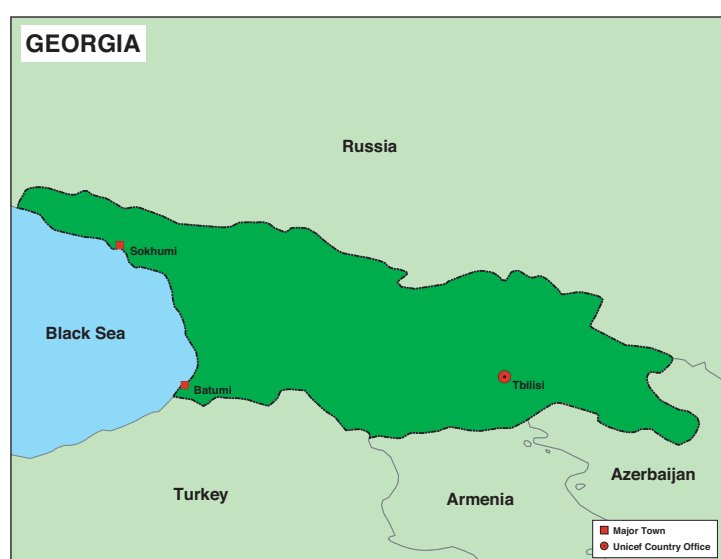 GEORGIA
Russia
Sokhumi
Black Sea
Batumi
Tbilisi
Azerbaijan
Turkey
Armenia
Major Town
Unicef Country Office